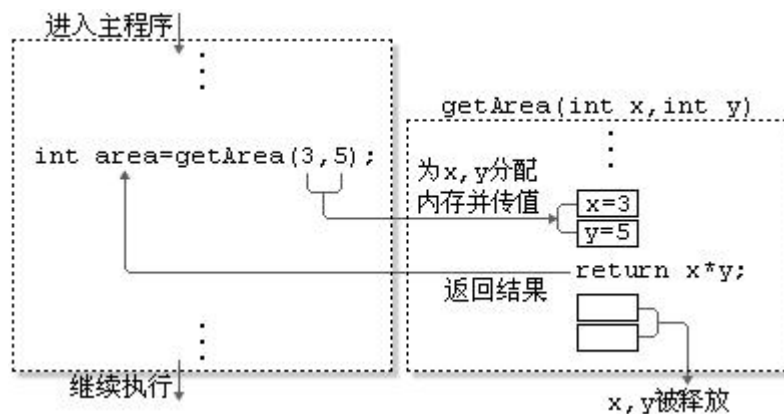 进入主程序
getArea(int x,int y)
int area=getArea(3,5);
为x,y分配
内存并传值
x=3
y=5
return x*y;
返回结果
继续执行
x,y被释放